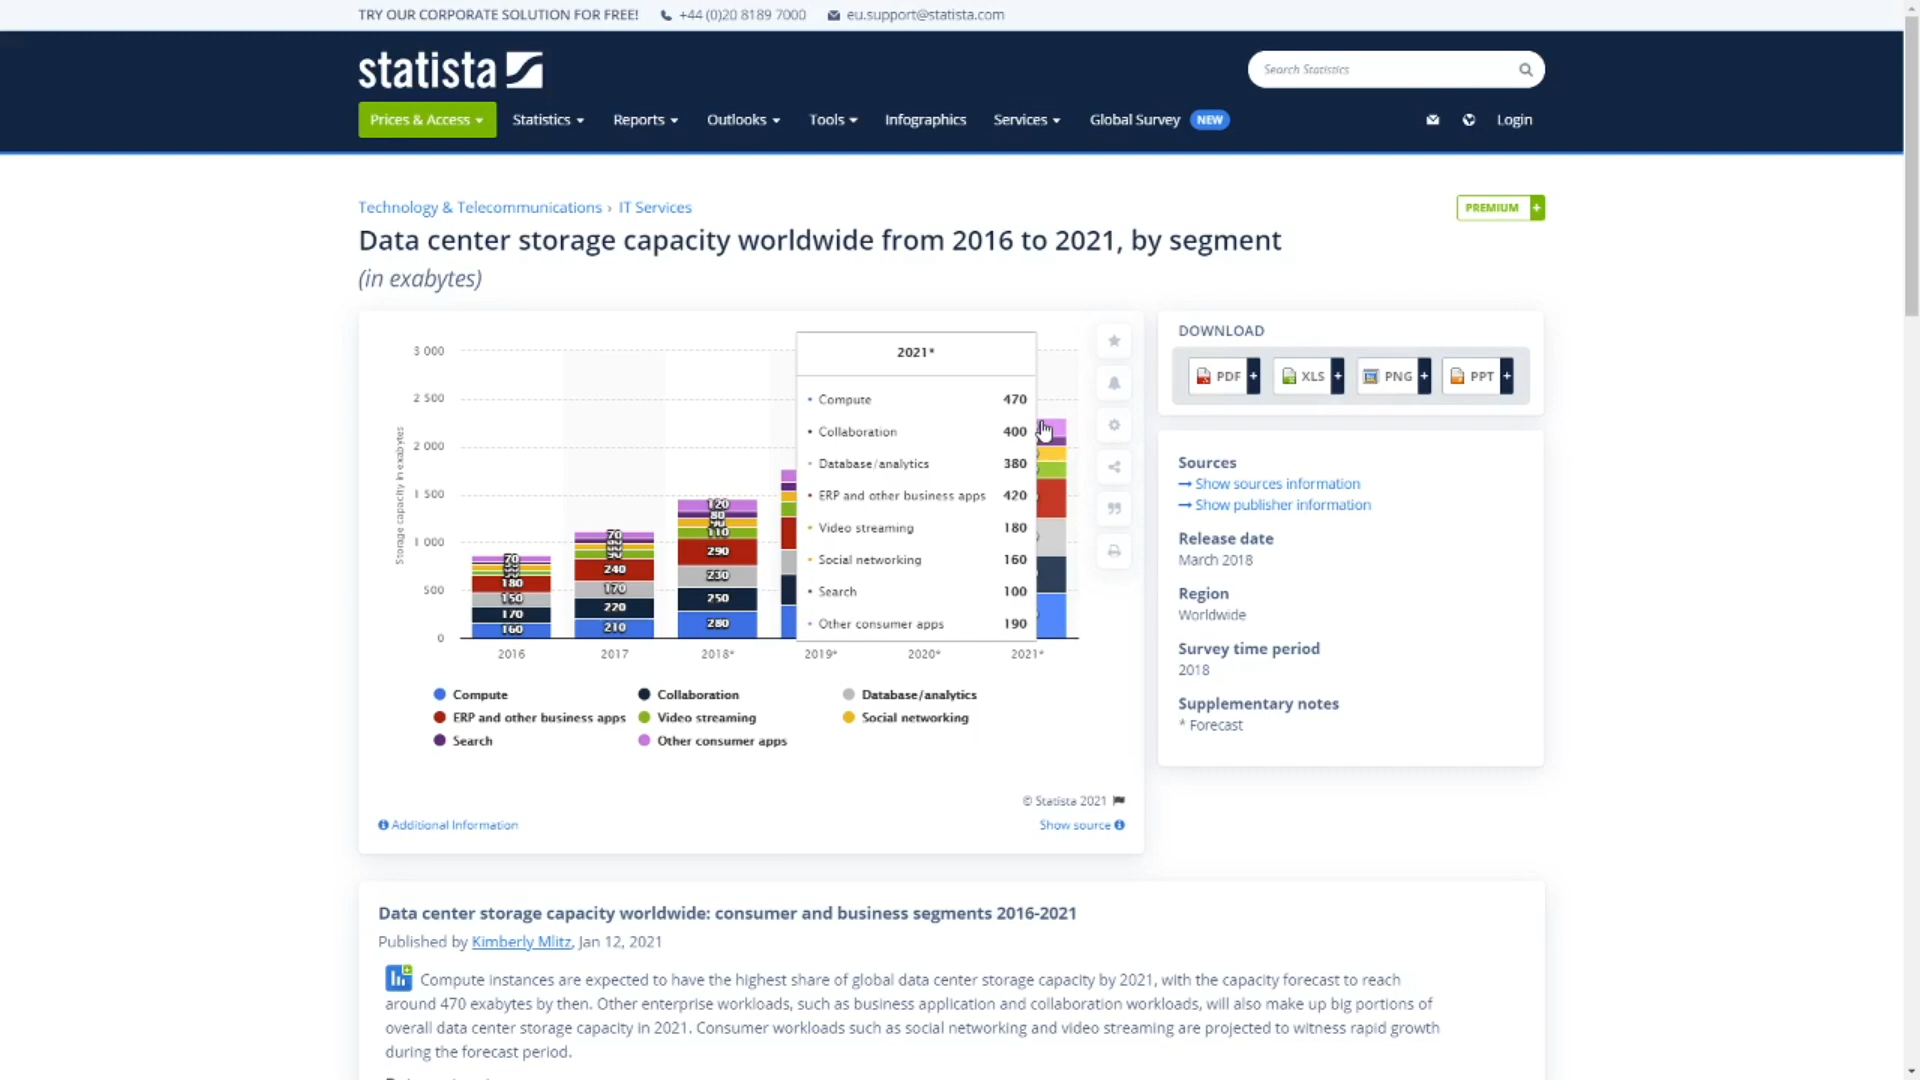 TRY OUR CORPORATE SOLUTION FOR FREE! +44 (0)20 8189 7000 eu.support@statista.com
statista
Search Statistics
Prices & Access Statistics Reports Outlooks Tools Infographics Services Global Survey NEW Login
Technology & Telecommunications › IT Services
PREMIUM +
Data center storage capacity worldwide from 2016 to 2021, by segment
(in exabytes)
Storage capacity in exabytes
3 000
2 500
2 000
1 500
1 000
500
0
70
180
150
170
160
70
90
240
170
220
210
120
80
90
110
290
230
250
280
2021*
Compute 470
Collaboration 400
Database/analytics 380
ERP and other business apps 420
Video streaming 180
Social networking 160
Search 100
Other consumer apps 190
2016 2017 2018* 2019* 2020* 2021*
Compute Collaboration Database/analytics
ERP and other business apps Video streaming Social networking
Search Other consumer apps
© Statista 2021
Additional Information Show source
DOWNLOAD
PDF + XLS + PNG + PPT +
Sources
→ Show sources information
→ Show publisher information
Release date
March 2018
Region
Worldwide
Survey time period
2018
Supplementary notes
* Forecast
Data center storage capacity worldwide: consumer and business segments 2016-2021
Published by Kimberly Mlitz, Jan 12, 2021
Compute instances are expected to have the highest share of global data center storage capacity by 2021, with the capacity forecast to reach
around 470 exabytes by then. Other enterprise workloads, such as business application and collaboration workloads, will also make up big portions of
overall data center storage capacity in 2021. Consumer workloads such as social networking and video streaming are projected to witness rapid growth
during the forecast period.